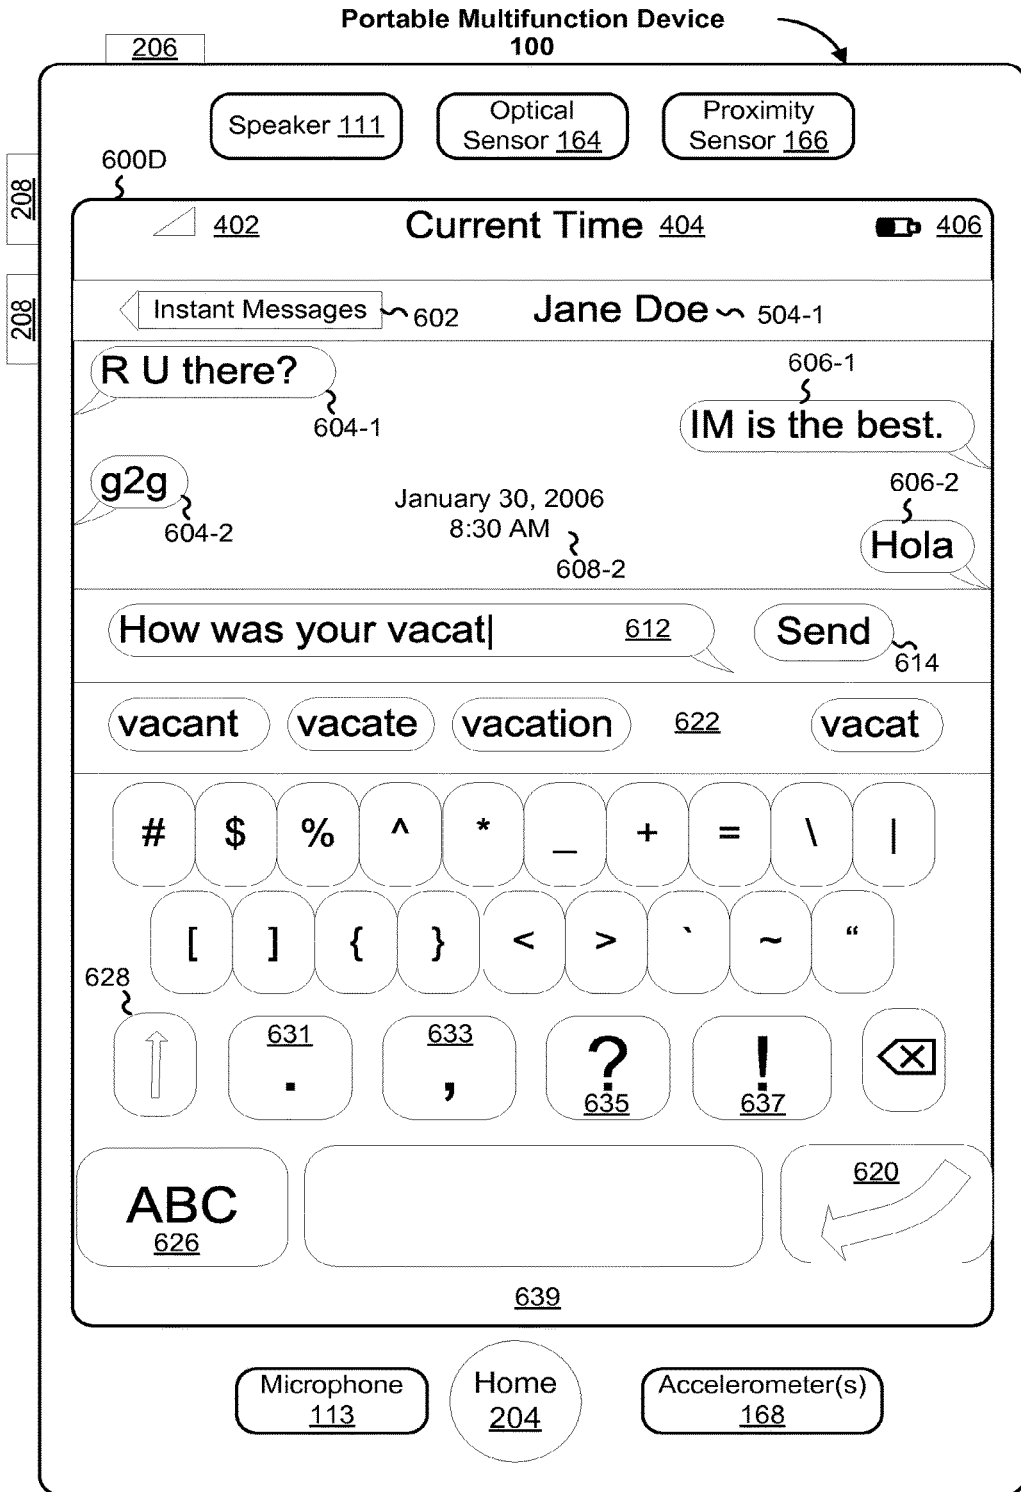 Portable Multifunction Device
100
206
Speaker 111
Optical
Sensor 164
Proximity
Sensor 166
600D
208
402
Current Time 404
406
208
Instant Messages
602
Jane Doe
504-1
R U there?
604-1
606-1
IM is the best.
g2g
604-2
January 30, 2006
8:30 AM
608-2
606-2
Hola
How was your vacat|
612
Send
614
vacant
vacate
vacation
622
vacat
# $ % ^ * _ + = \ |
[ ] { } < > ` ~ “
628
631
.
633
,
?
635
!
637
ABC
626
620
639
Microphone
113
Home
204
Accelerometer(s)
168